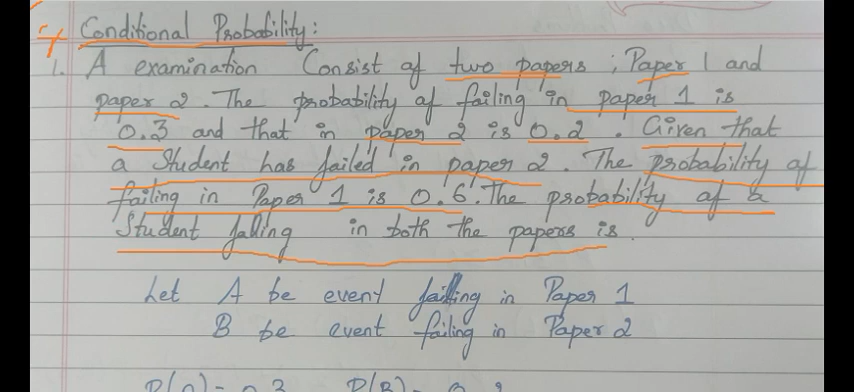 Conditional Probability:
1. A examination Consist of two papers ; Paper 1 and
paper 2. The probability of failing in paper 1 is
0.3 and that in paper 2 is 0.2. Given that
a Student has failed in paper 2. The probability of
failing in Paper 1 is 0.6. The probability of a
Student falling in both the papers is.
Let A be event failing in Paper 1
B be event failing in Paper 2